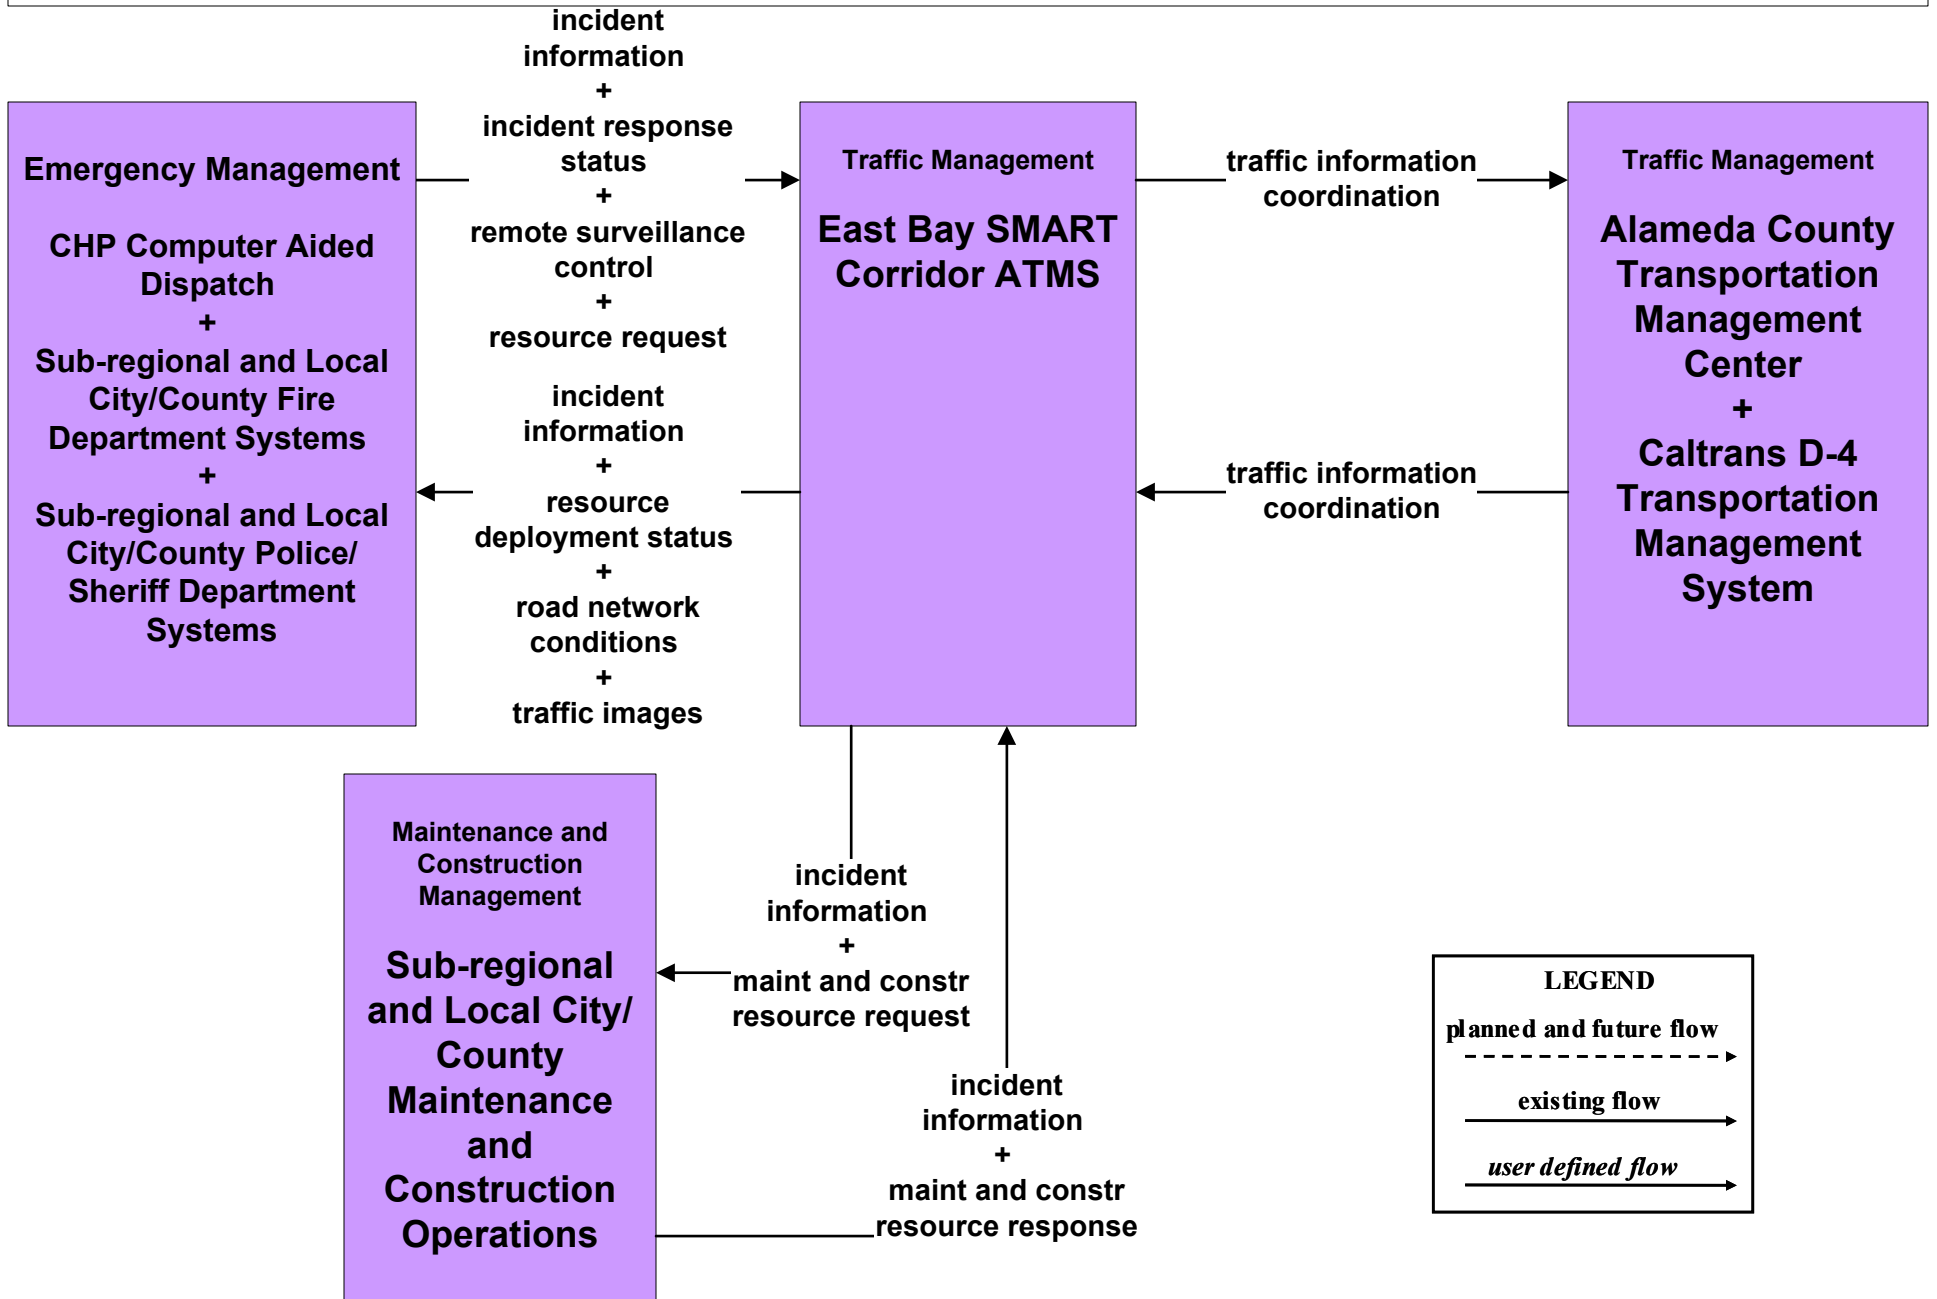 incident
information
+
incident response
status
+
remote surveillance
control
+
resource request
incident
information
+
resource
deployment status
+
road network
conditions
+
traffic images
Emergency Management
CHP Computer Aided
Dispatch
+
Sub-regional and Local
City/County Fire
Department Systems
+
Sub-regional and Local
City/County Police/
Sheriff Department
Systems
Traffic Management
East Bay SMART
Corridor ATMS
traffic information
coordination
traffic information
coordination
Traffic Management
Alameda County
Transportation
Management
Center
+
Caltrans D-4
Transportation
Management
System
Maintenance and
Construction
Management
Sub-regional
and Local City/
County
Maintenance
and
Construction
Operations
incident
information
+
maint and constr
resource request
incident
information
+
maint and constr
resource response
LEGEND
planned and future flow
existing flow
user defined flow